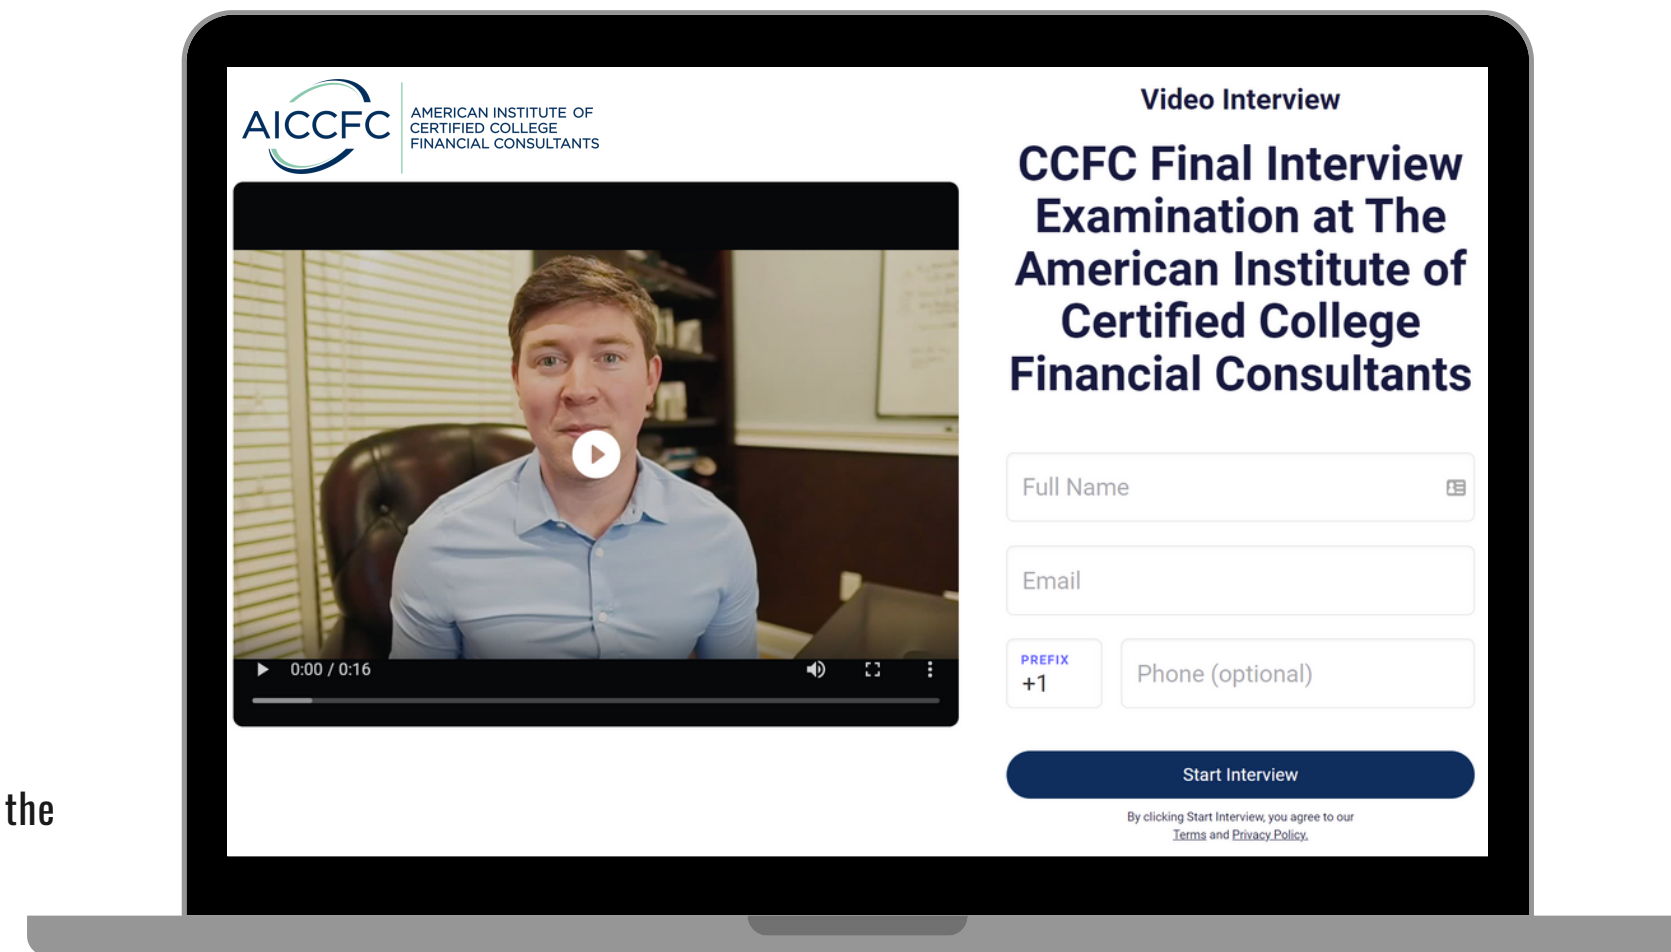 AICCFC
AMERICAN INSTITUTE OF
CERTIFIED COLLEGE
FINANCIAL CONSULTANTS
0:00 / 0:16
Video Interview
CCFC Final Interview
Examination at The
American Institute of
Certified College
Financial Consultants
Full Name
Email
PREFIX
+1
Phone (optional)
Start Interview
By clicking Start Interview, you agree to our
Terms and Privacy Policy.
the